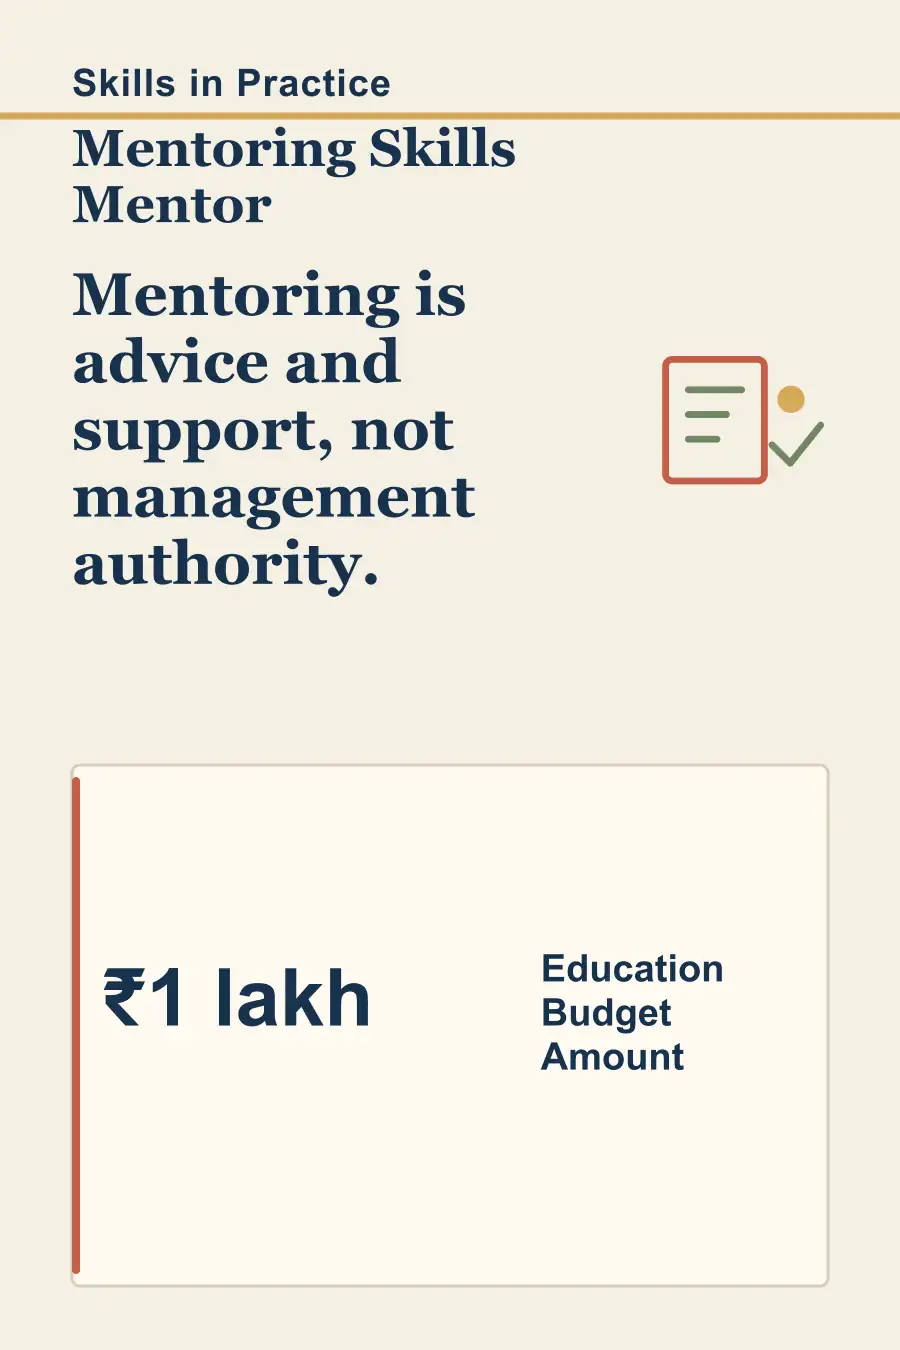 Skills in Practice
Mentoring Skills
Mentor
Mentoring is
advice and
support, not
management
authority.
₹1 lakh
Education
Budget
Amount